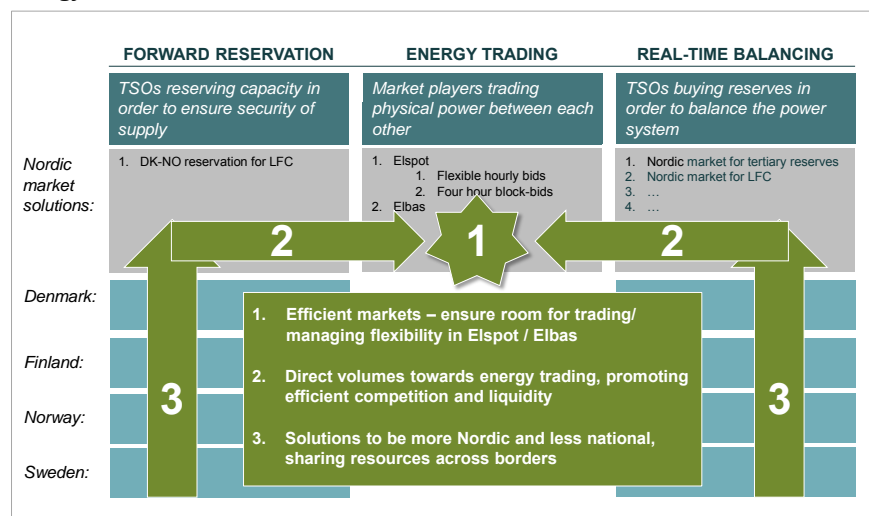 FORWARD RESERVATION
ENERGY TRADING
REAL-TIME BALANCING
TSOs reserving capacity in
order to ensure security of
supply
Market players trading
physical power between each
other
TSOs buying reserves in
order to balance the power
system
Nordic
market
solutions:
1. DK-NO reservation for LFC
1. Elspot
1. Flexible hourly bids
2. Four hour block-bids
2. Elbas
1. Nordic market for tertiary reserves
2. Nordic market for LFC
3. ...
4. ...
2
1
2
Denmark:
Finland:
Norway:
Sweden:
3
1. Efficient markets – ensure room for trading/
managing flexibility in Elspot / Elbas
2. Direct volumes towards energy trading, promoting
efficient competition and liquidity
3. Solutions to be more Nordic and less national,
sharing resources across borders
3